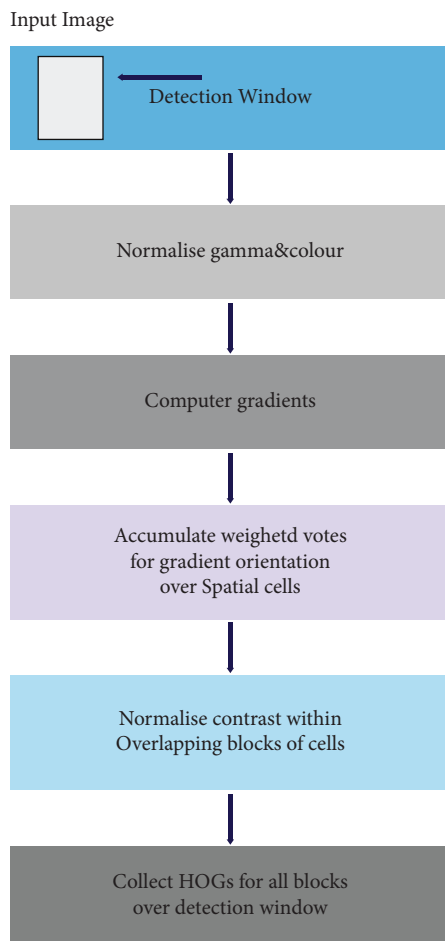 Input Image
Detection Window
Normalise gamma&colour
Computer gradients
Accumulate weighetd votes
for gradient orientation
over Spatial cells
Normalise contrast within
Overlapping blocks of cells
Collect HOGs for all blocks
over detection window